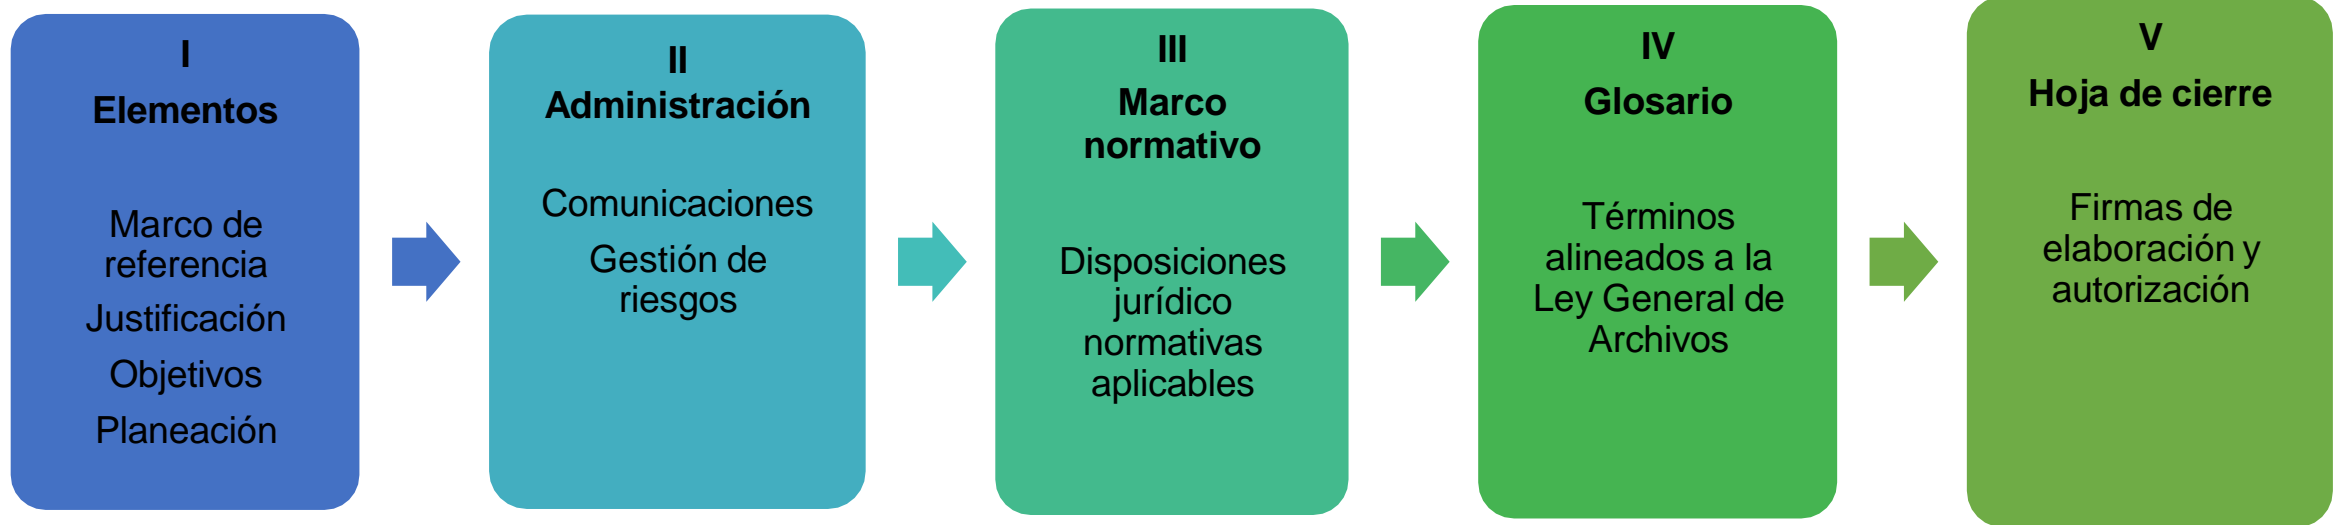 I
Elementos
Marco de
referencia
Justificación
Objetivos
Planeación
II
Administración
Comunicaciones
Gestión de
riesgos
III
Marco
normativo
Disposiciones
jurídico
normativas
aplicables
IV
Glosario
Términos
alineados a la
Ley General de
Archivos
V
Hoja de cierre
Firmas de
elaboración y
autorización